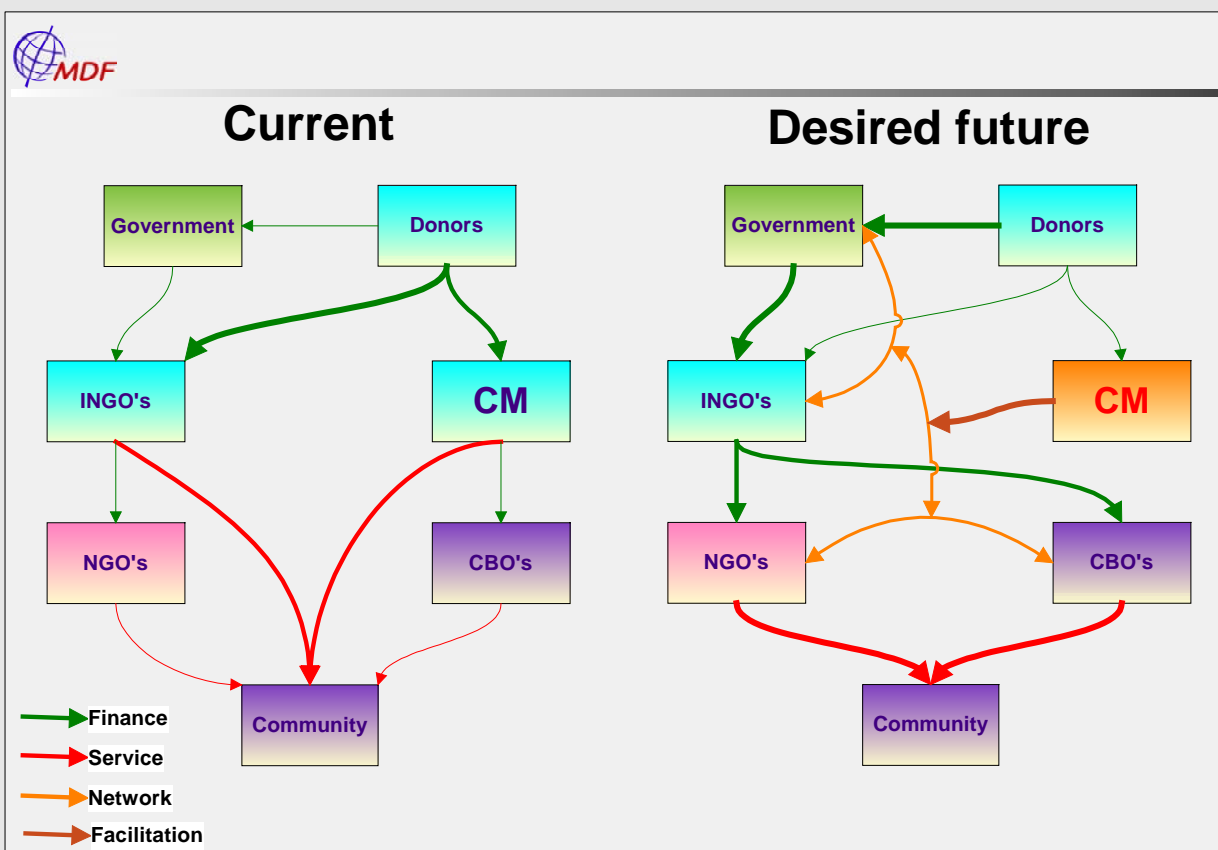 MDF
Current
Desired future
Government
Donors
INGO's
CM
NGO's
CBO's
Community
Government
Donors
INGO's
CM
NGO's
CBO's
Community
Finance
Service
Network
Facilitation